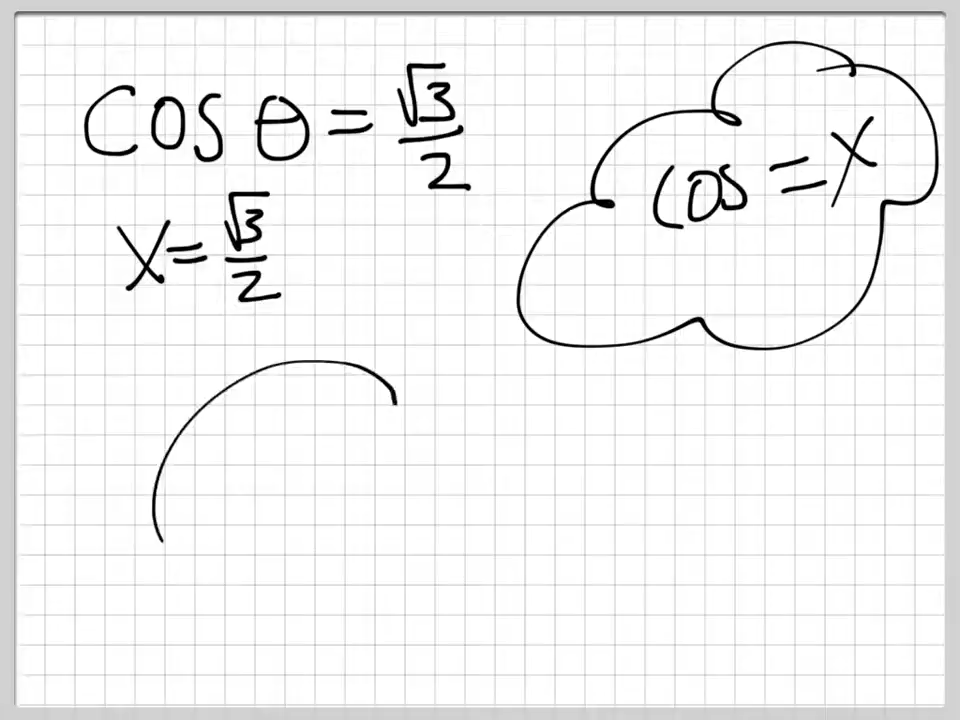 cos θ = √3/2
x = √3/2
cos = x